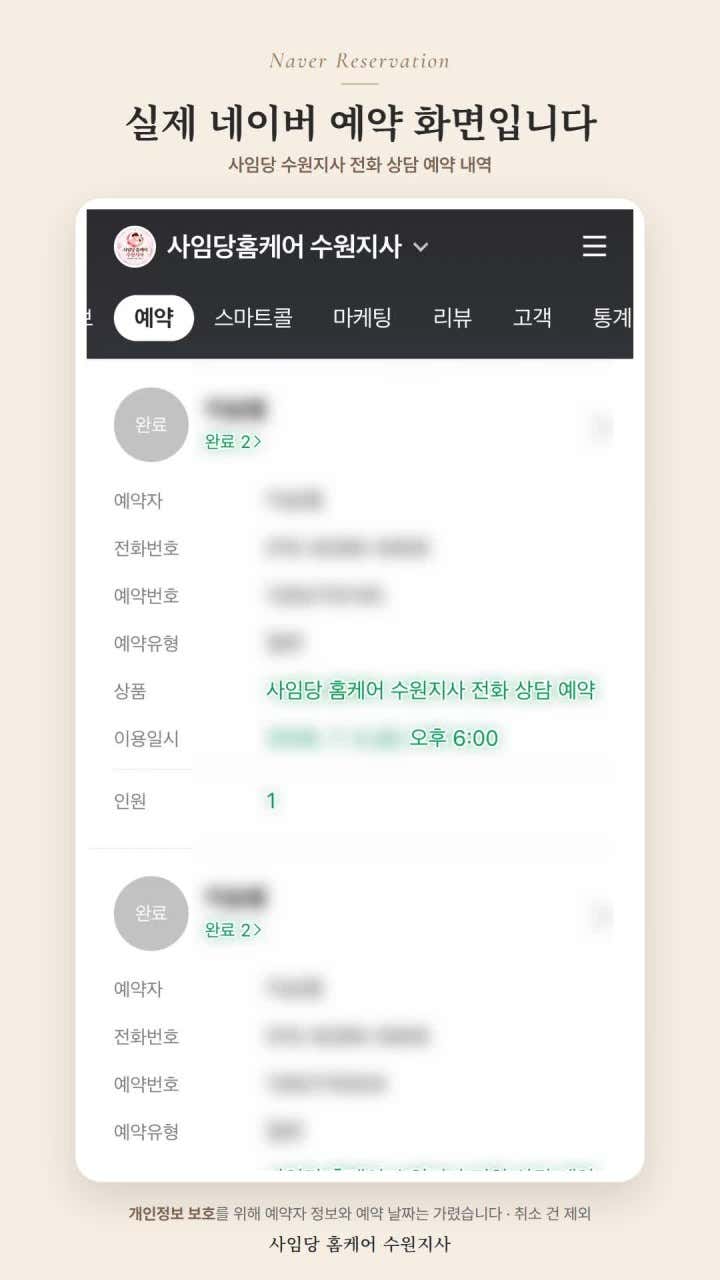 Naver Reservation
실제 네이버 예약 화면입니다
사임당 수원지사 전화 상담 예약 내역
사임당홈케어 수원지사
예약 스마트콜 마케팅 리뷰 고객 통계
완료
완료 2>
예약자
전화번호
예약번호
예약유형
상품 사임당 홈케어 수원지사 전화 상담 예약
이용일시 오후 6:00
인원 1
완료
완료 2>
예약자
전화번호
예약번호
예약유형
개인정보 보호를 위해 예약자 정보와 예약 날짜는 가렸습니다 · 취소 건 제외
사임당 홈케어 수원지사